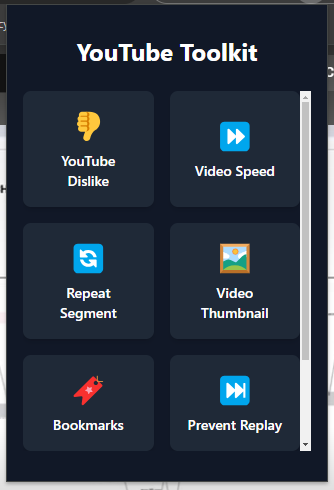 YouTube Toolkit
YouTube
Dislike
Video Speed
Repeat
Segment
Video
Thumbnail
Bookmarks
Prevent Replay